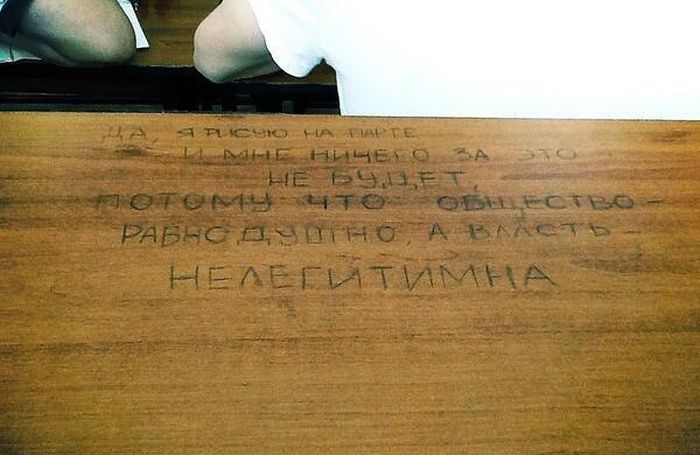 ДА, Я РИСУЮ НА ПАРТЕ
И МНЕ НИЧЕГО ЗА ЭТО
НЕ БУДЕТ,
ПОТОМУ ЧТО ОБЩЕСТВО -
РАВНОДУШНО, А ВЛАСТЬ -
НЕЛЕГИТИМНА